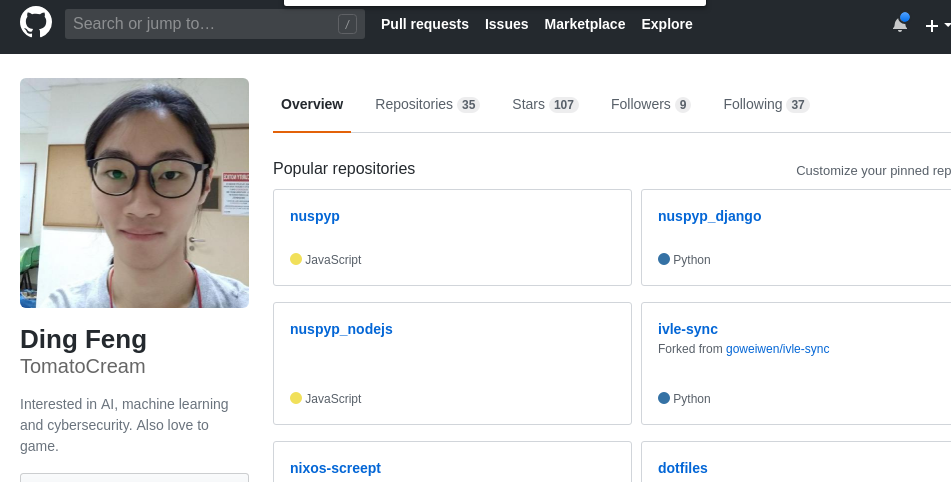 Search or jump to…
/
Pull requests Issues Marketplace Explore
Overview Repositories 35 Stars 107 Followers 9 Following 37
Popular repositories
Customize your pinned rep
nuspyp
JavaScript
nuspyp_django
Python
nuspyp_nodejs
JavaScript
ivle-sync
Forked from goweiwen/ivle-sync
Python
nixos-screept
dotfiles
Ding Feng
TomatoCream
Interested in AI, machine learning
and cybersecurity. Also love to
game.